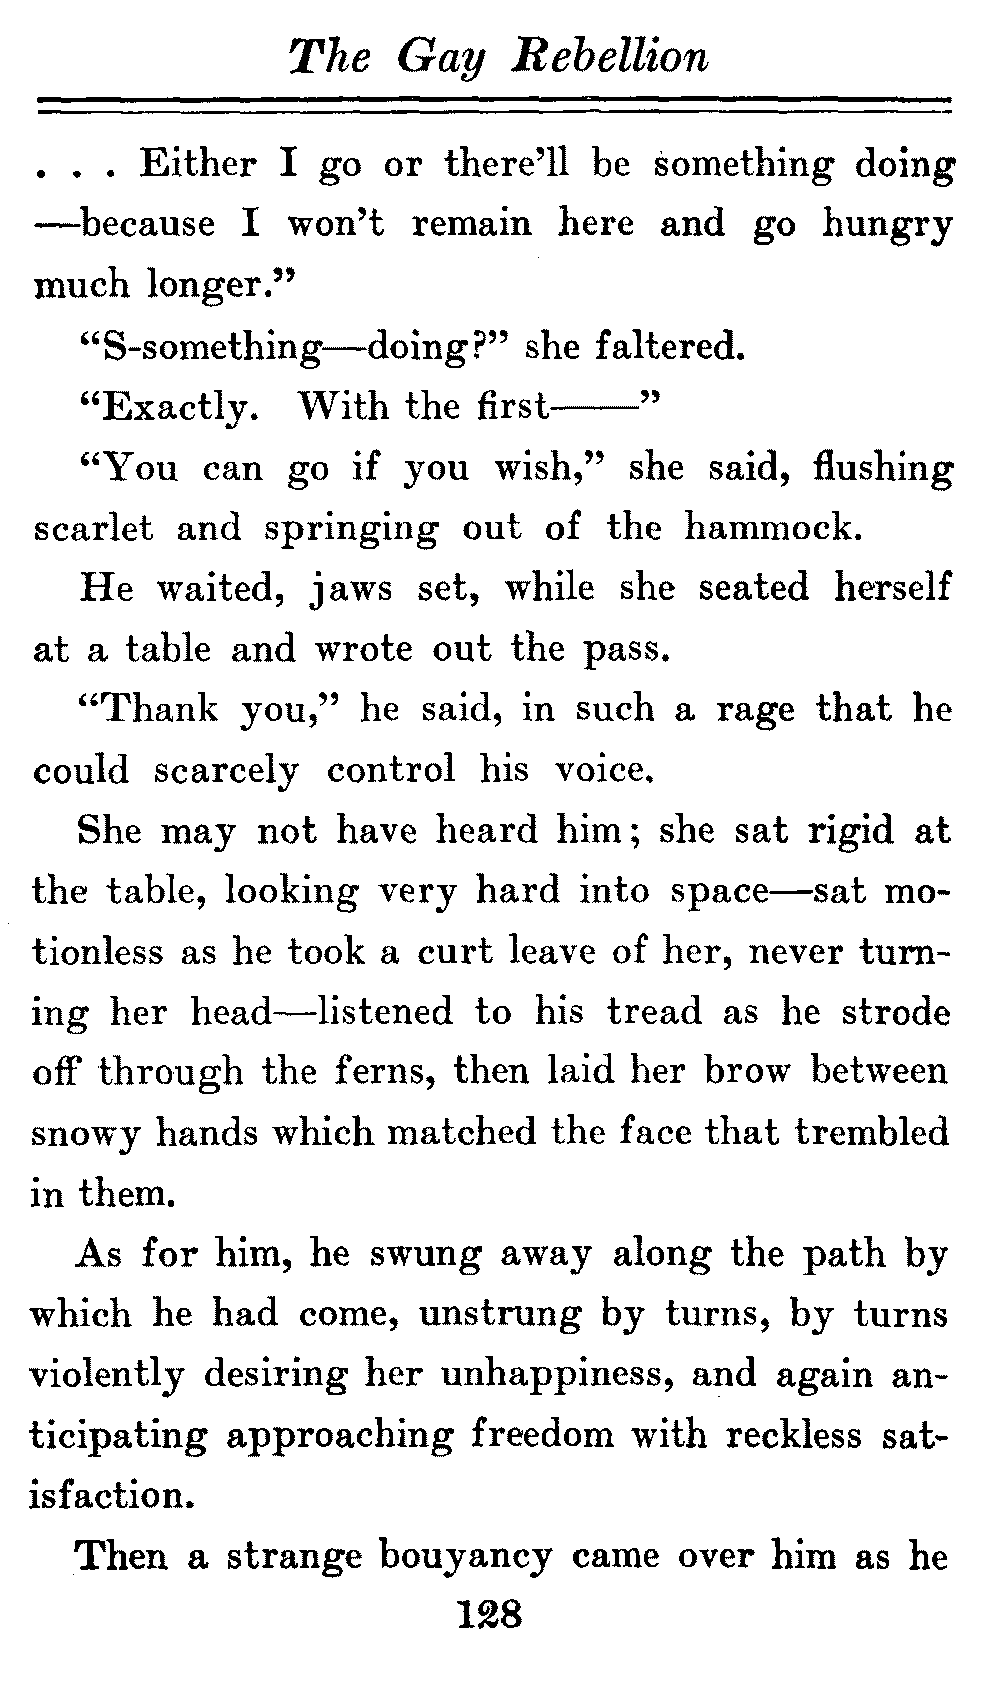 The Gay Rebellion
. . . Either I go or there'll be something doing
—because I won't remain here and go hungry
much longer."
"S-something—doing?" she faltered.
"Exactly. With the first——"
"You can go if you wish," she said, flushing
scarlet and springing out of the hammock.
He waited, jaws set, while she seated herself
at a table and wrote out the pass.
"Thank you," he said, in such a rage that he
could scarcely control his voice.
She may not have heard him; she sat rigid at
the table, looking very hard into space—sat mo-
tionless as he took a curt leave of her, never turn-
ing her head—listened to his tread as he strode
off through the ferns, then laid her brow between
snowy hands which matched the face that trembled
in them.
As for him, he swung away along the path by
which he had come, unstrung by turns, by turns
violently desiring her unhappiness, and again an-
ticipating approaching freedom with reckless sat-
isfaction.
Then a strange bouyancy came over him as he
128